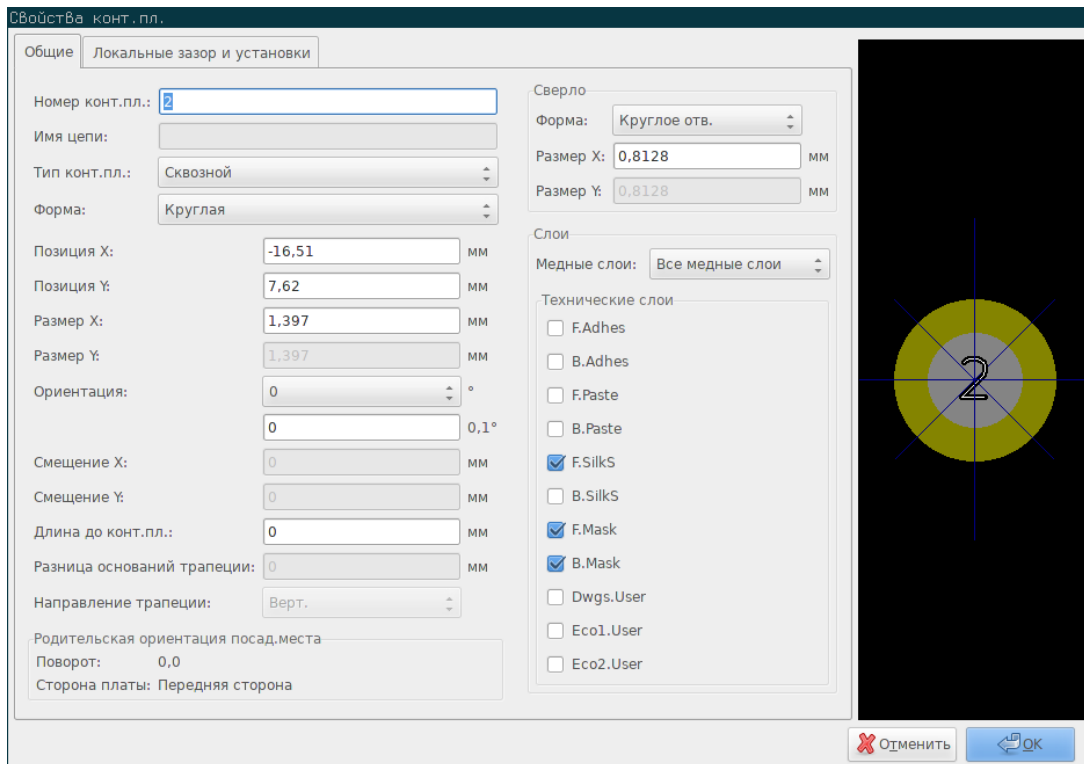 Свойства конт.пл.
Общие
Локальные зазор и установки
Номер конт.пл.: 2
Имя цепи:
Тип конт.пл.: Сквозной
Форма: Круглая
Позиция X: -16,51 мм
Позиция Y: 7,62 мм
Размер X: 1,397 мм
Размер Y: 1,397 мм
Ориентация: 0 °
0 0,1°
Смещение X: 0 мм
Смещение Y: 0 мм
Длина до конт.пл.: 0 мм
Разница оснований трапеции: 0 мм
Направление трапеции: Верт.
Родительская ориентация посад.места
Поворот: 0,0
Сторона платы: Передняя сторона
Сверло
Форма: Круглое отв.
Размер X: 0,8128 мм
Размер Y: 0,8128 мм
Слои
Медные слои: Все медные слои
Технические слои
F.Adhes
B.Adhes
F.Paste
B.Paste
F.SilkS
B.SilkS
F.Mask
B.Mask
Dwgs.User
Eco1.User
Eco2.User
2
Отменить
OK